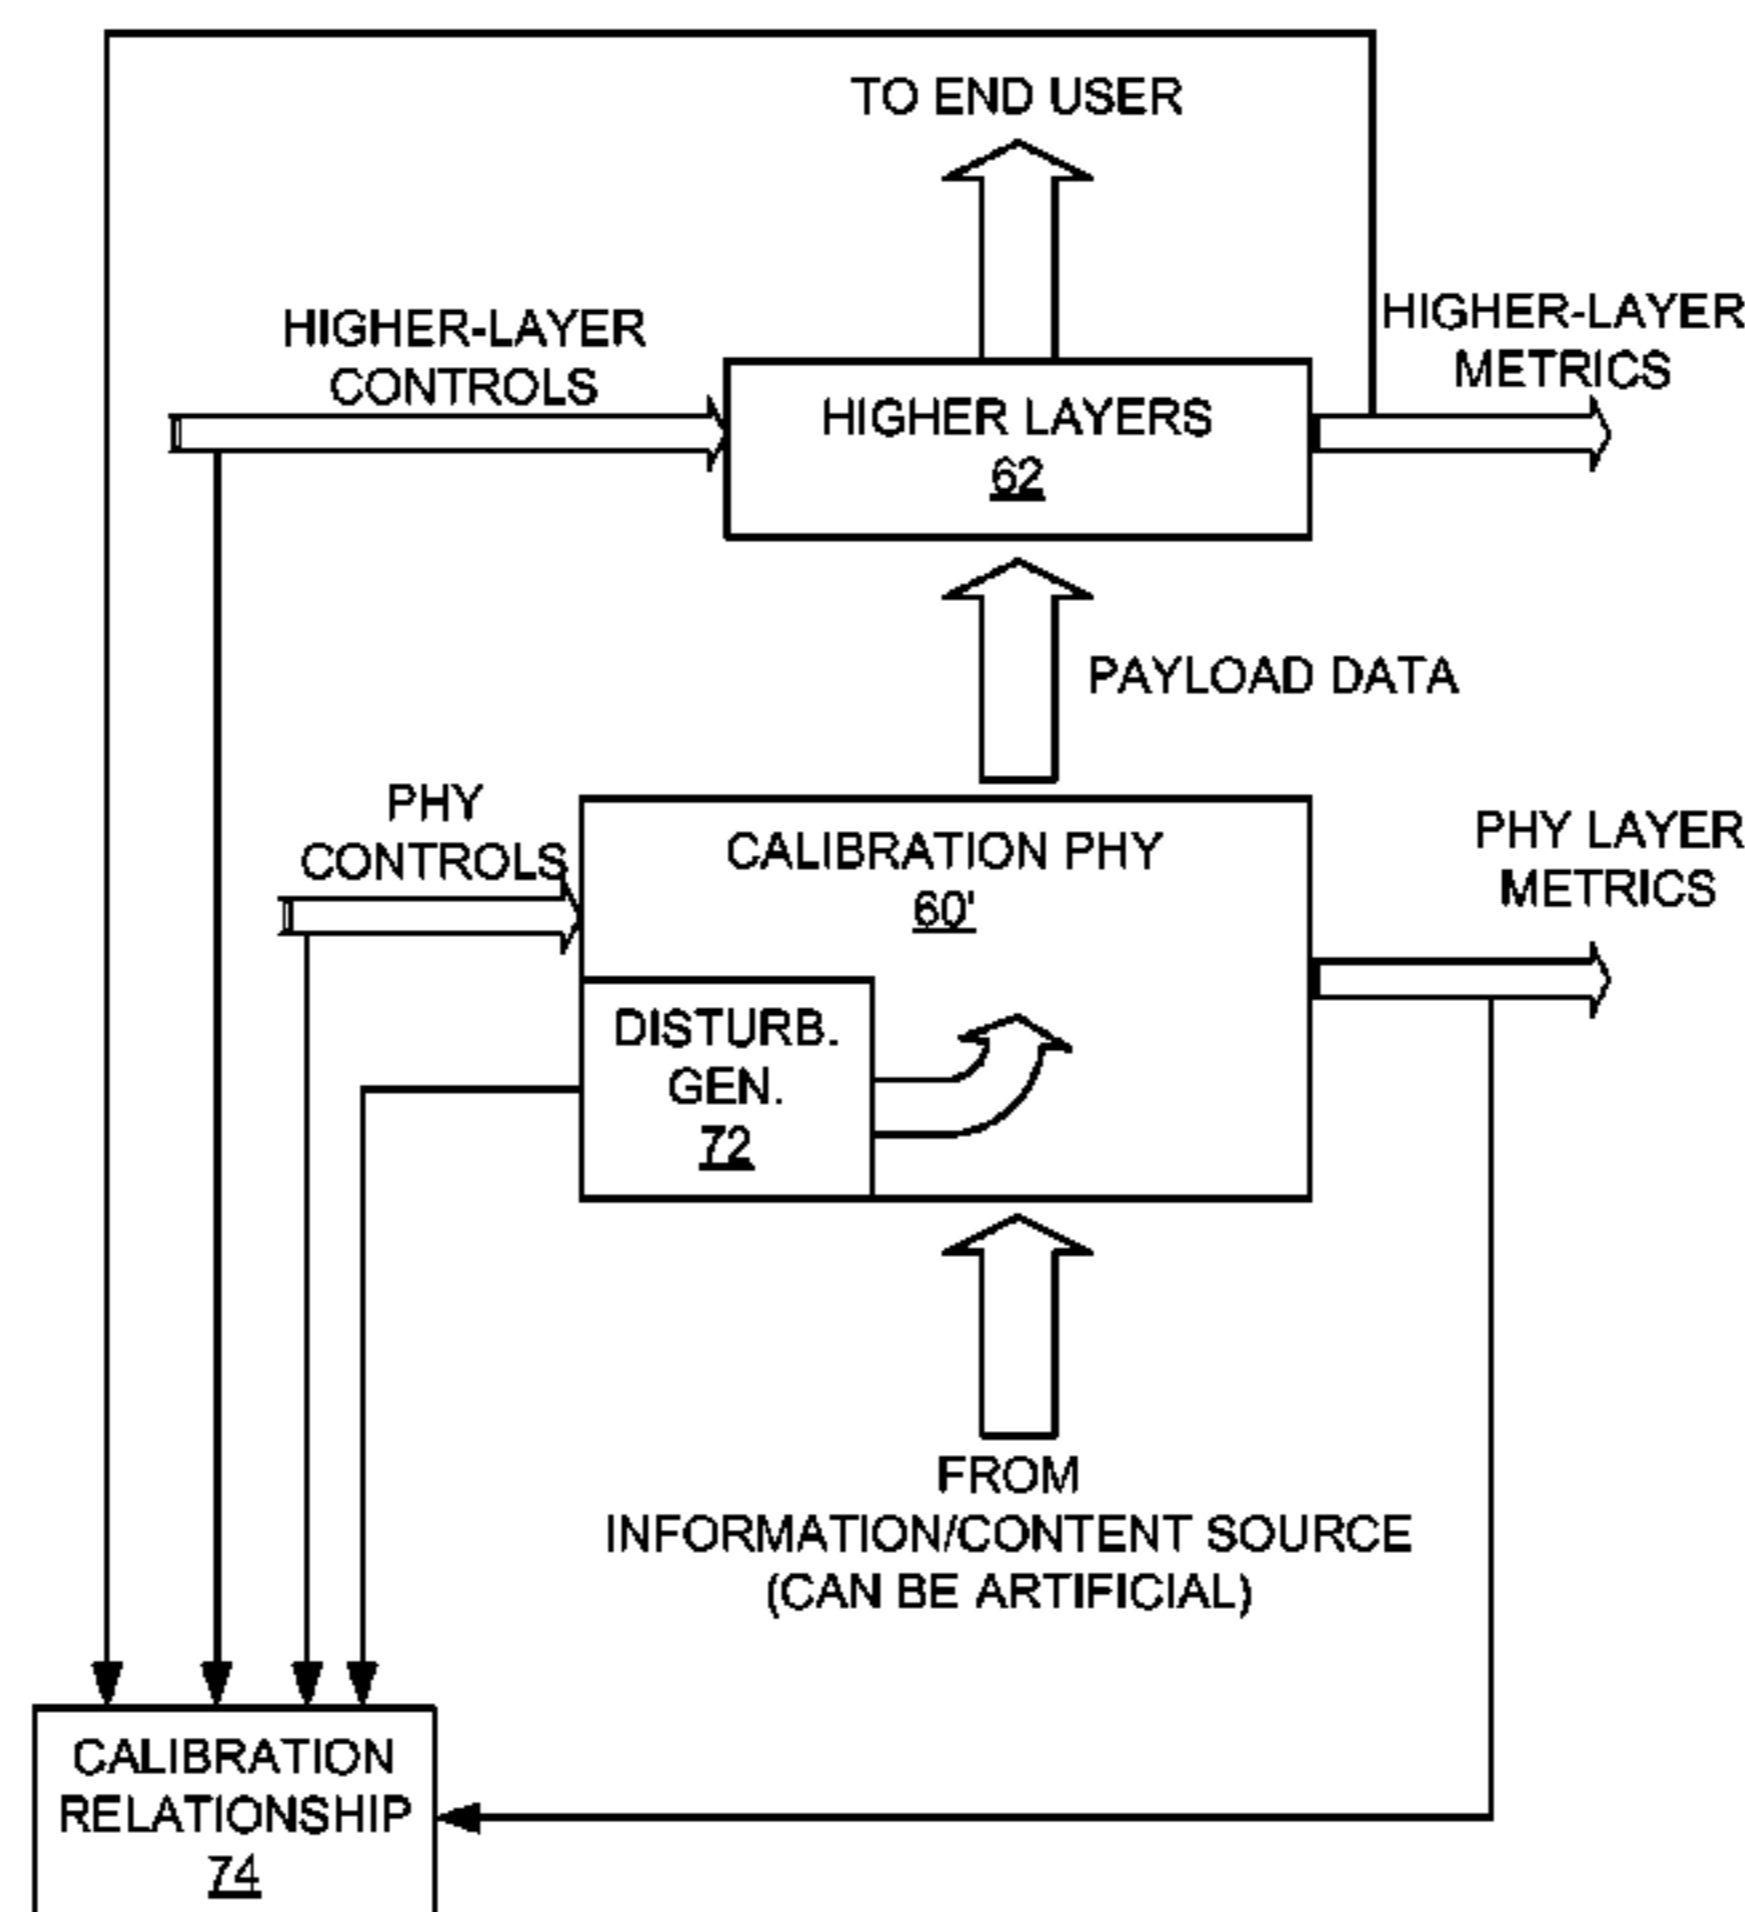 TO END USER
HIGHER-LAYER
CONTROLS
HIGHER-LAYER
METRICS
HIGHER LAYERS
62
PAYLOAD DATA
PHY
CONTROLS
CALIBRATION PHY
60'
PHY LAYER
METRICS
DISTURB.
GEN.
72
FROM
INFORMATION/CONTENT SOURCE
(CAN BE ARTIFICIAL)
CALIBRATION
RELATIONSHIP
74